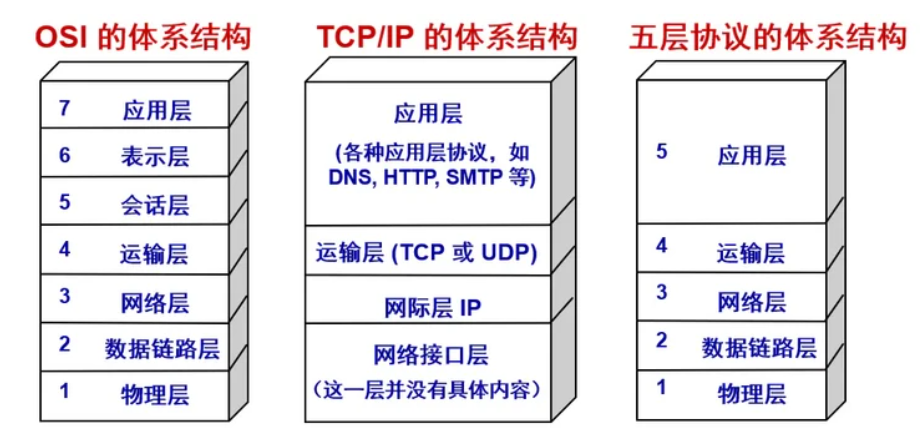 OSI 的体系结构
7 应用层
6 表示层
5 会话层
4 运输层
3 网络层
2 数据链路层
1 物理层
TCP/IP 的体系结构
应用层
(各种应用层协议，如
DNS, HTTP, SMTP 等)
运输层 (TCP 或 UDP)
网际层 IP
网络接口层
（这一层并没有具体内容）
五层协议的体系结构
5 应用层
4 运输层
3 网络层
2 数据链路层
1 物理层